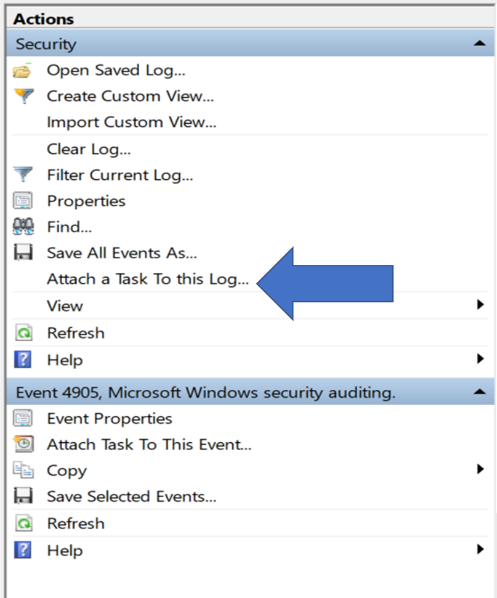 Actions
Security
Open Saved Log...
Create Custom View...
Import Custom View...
Clear Log...
Filter Current Log...
Properties
Find...
Save All Events As...
Attach a Task To this Log...
View
Refresh
Help
Event 4905, Microsoft Windows security auditing.
Event Properties
Attach Task To This Event...
Copy
Save Selected Events...
Refresh
Help